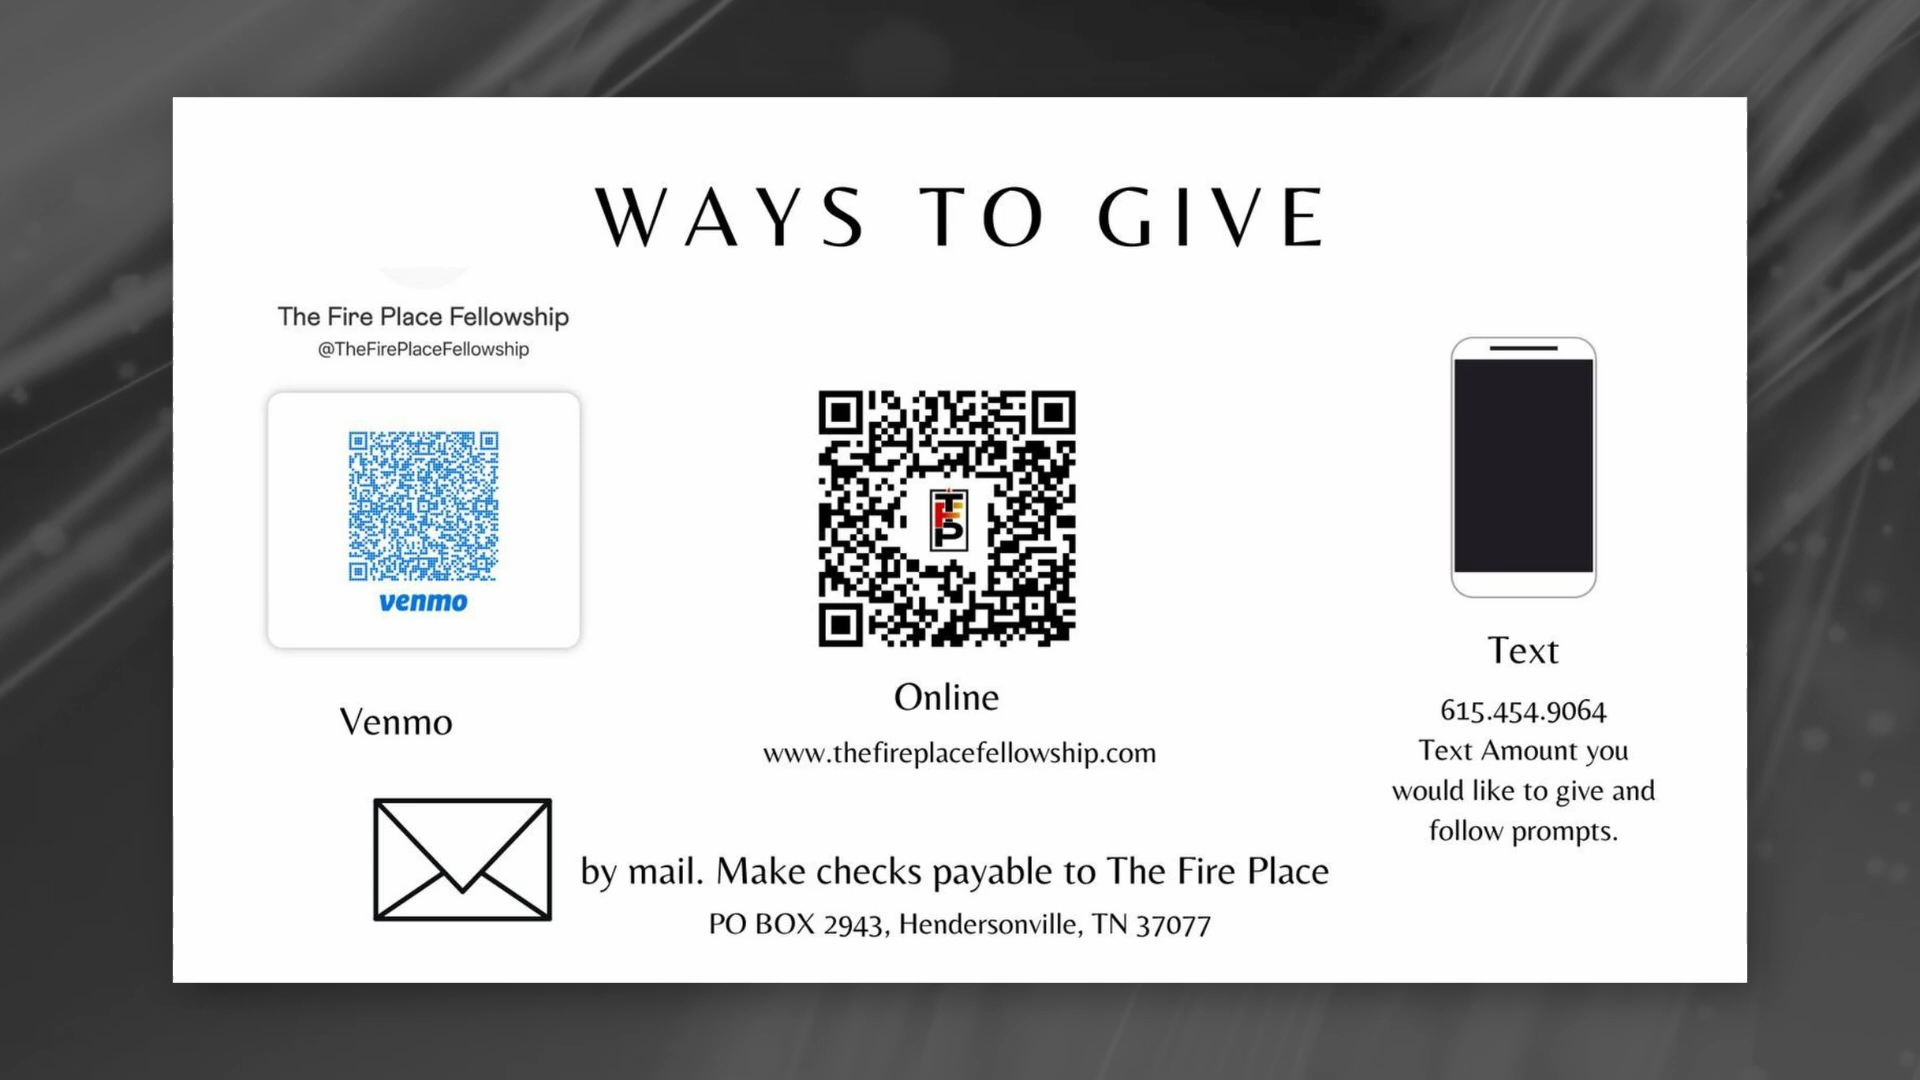 WAYS TO GIVE
The Fire Place Fellowship
@TheFirePlaceFellowship
venmo
Venmo
TFP
Online
www.thefireplacefellowship.com
Text
615.454.9064
Text Amount you
would like to give and
follow prompts.
by mail. Make checks payable to The Fire Place
PO BOX 2943, Hendersonville, TN 37077